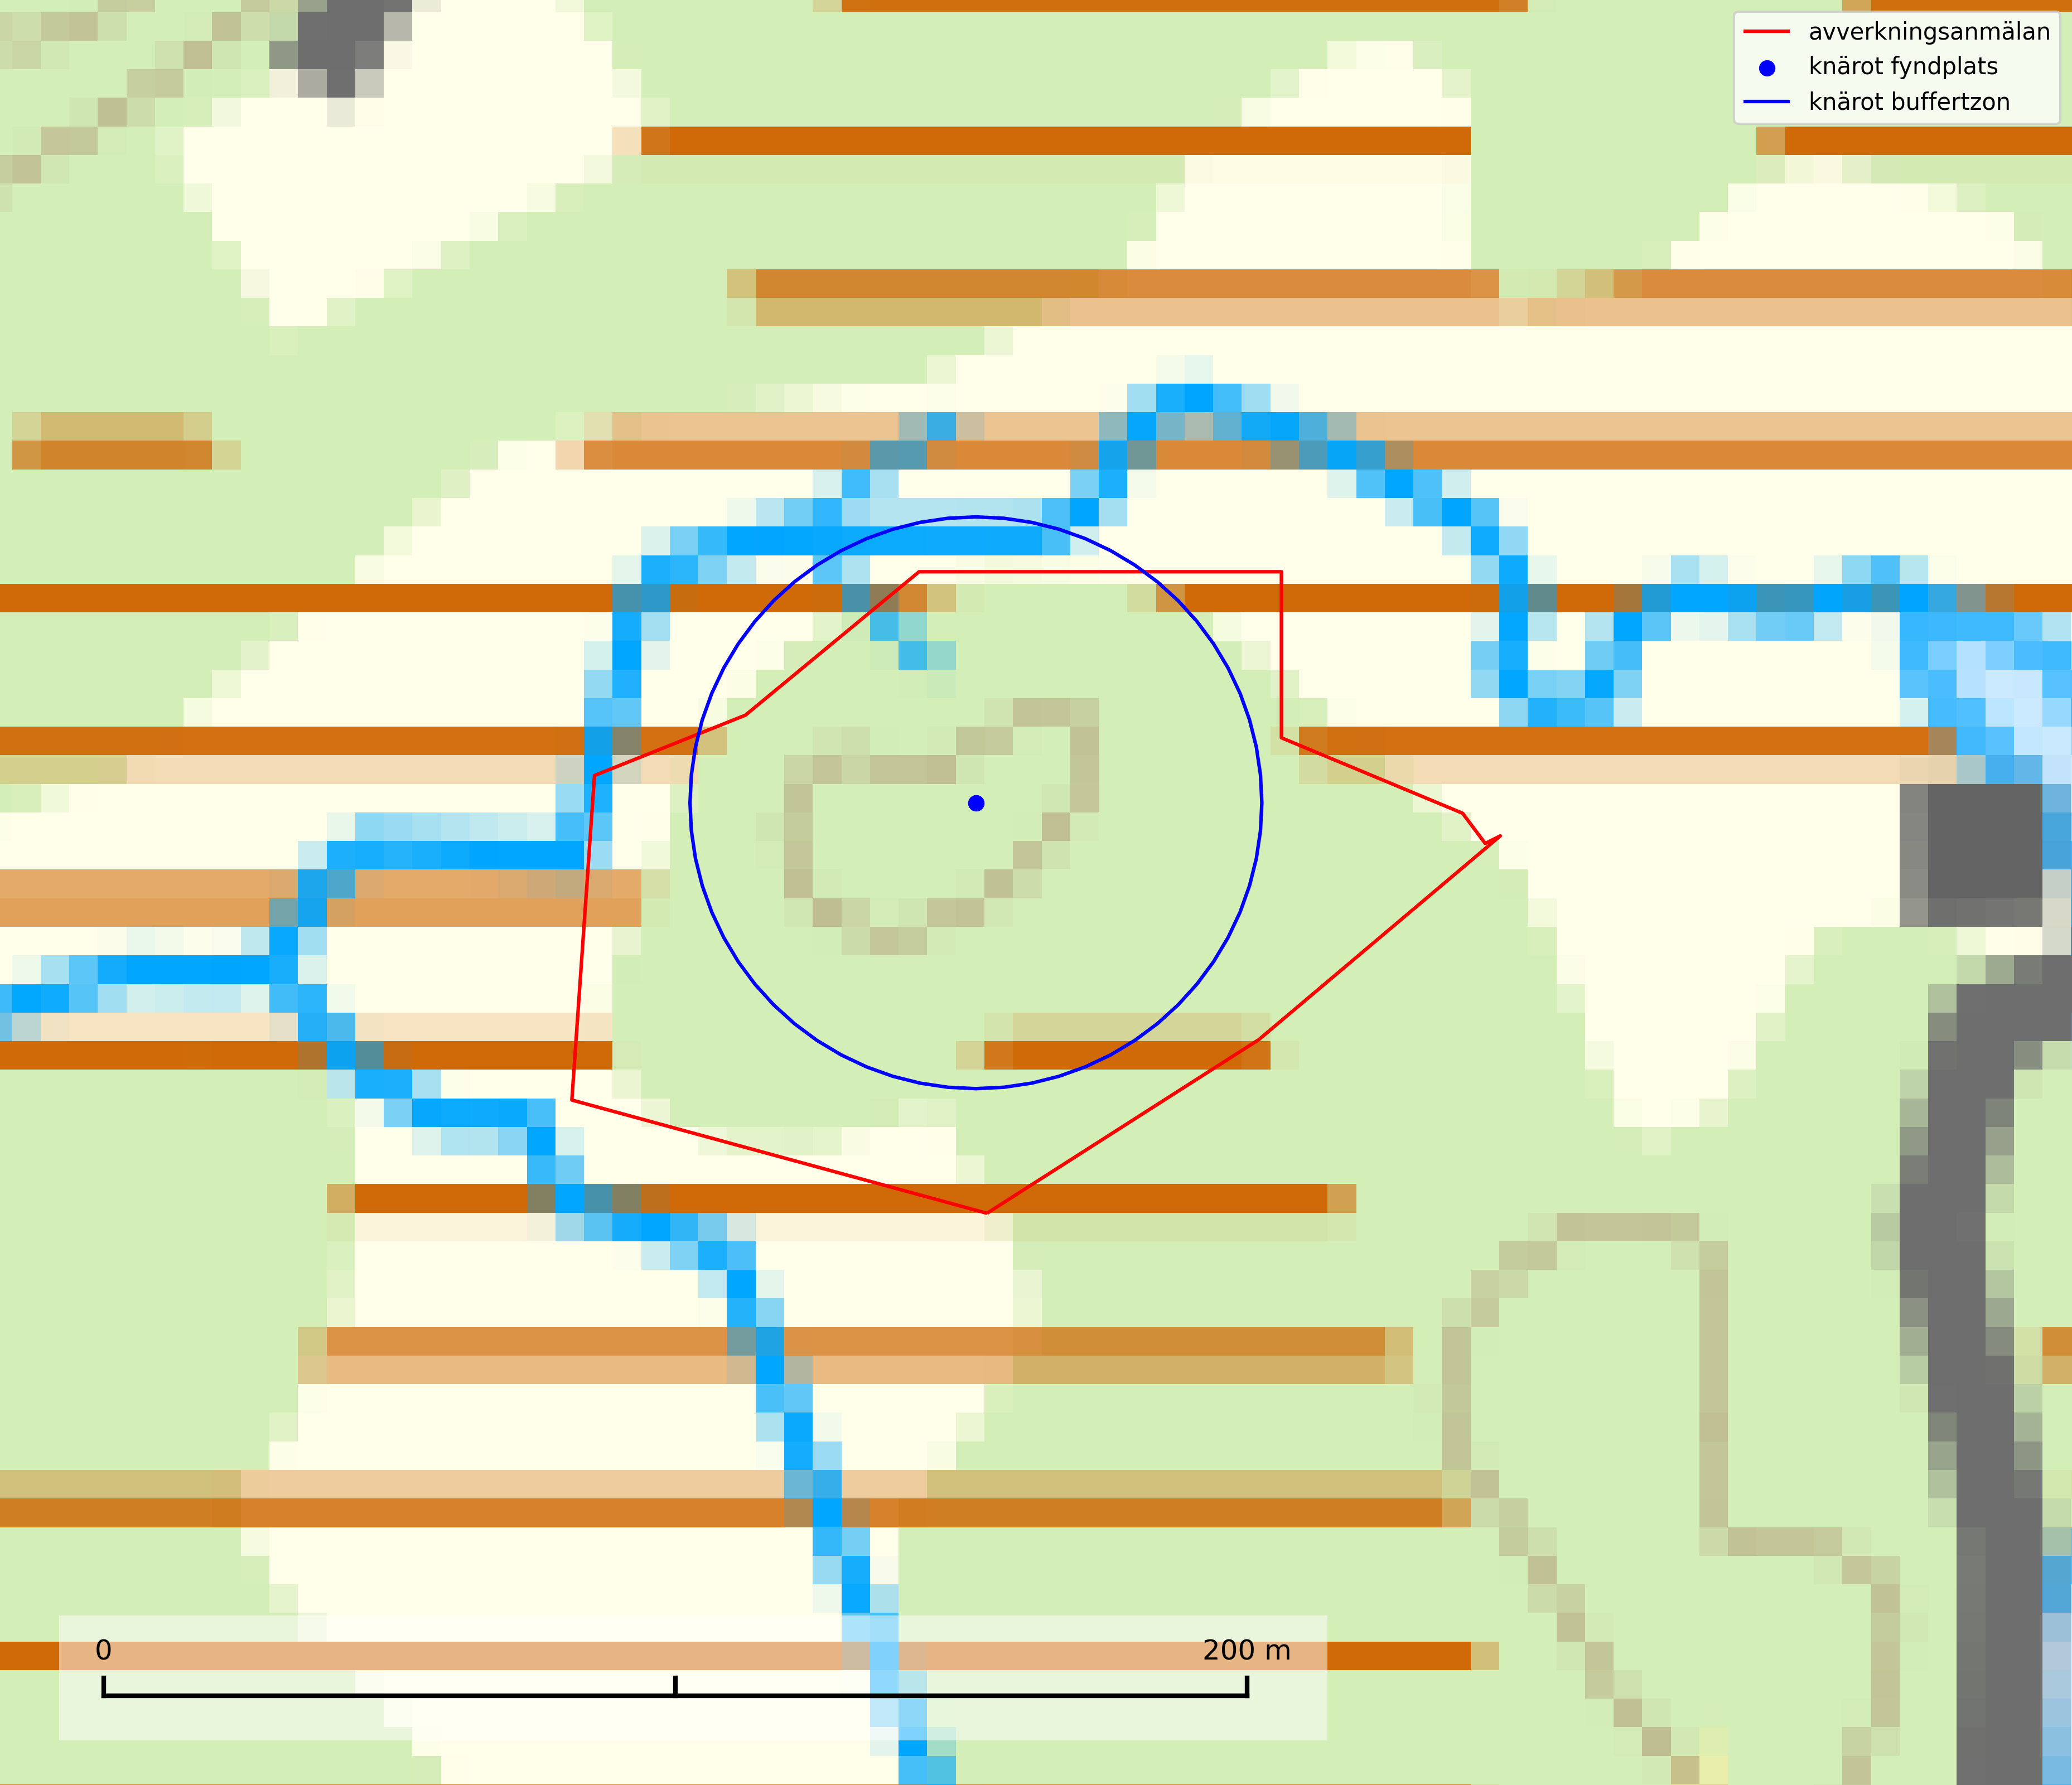 avverkningsanmälan
knärot fyndplats
knärot buffertzon
0 200 m